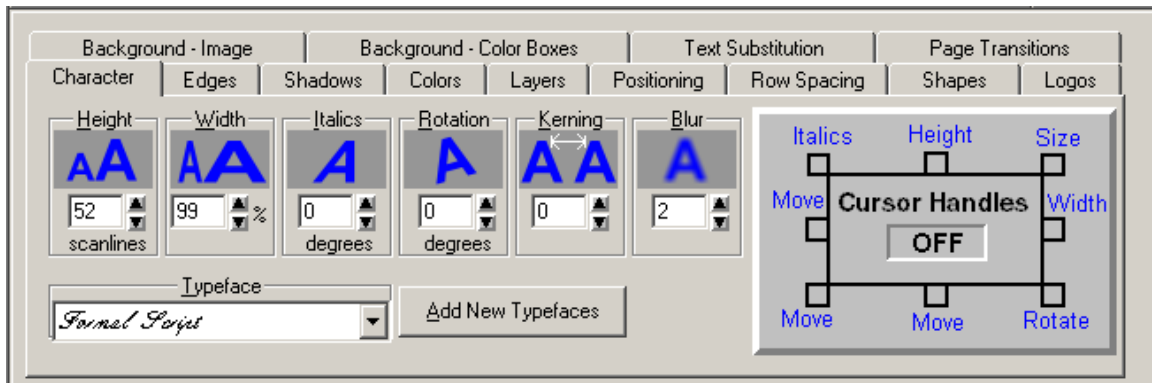 Background - Image Background - Color Boxes Text Substitution Page Transitions
Character Edges Shadows Colors Layers Positioning Row Spacing Shapes Logos
Height Width Italics Rotation Kerning Blur
AA AA A A A A A
52 99 % 0 0 0 2
scanlines degrees degrees
Typeface
Formal Script Add New Typefaces
Italics Height Size
Move Cursor Handles Width
OFF
Move Move Rotate